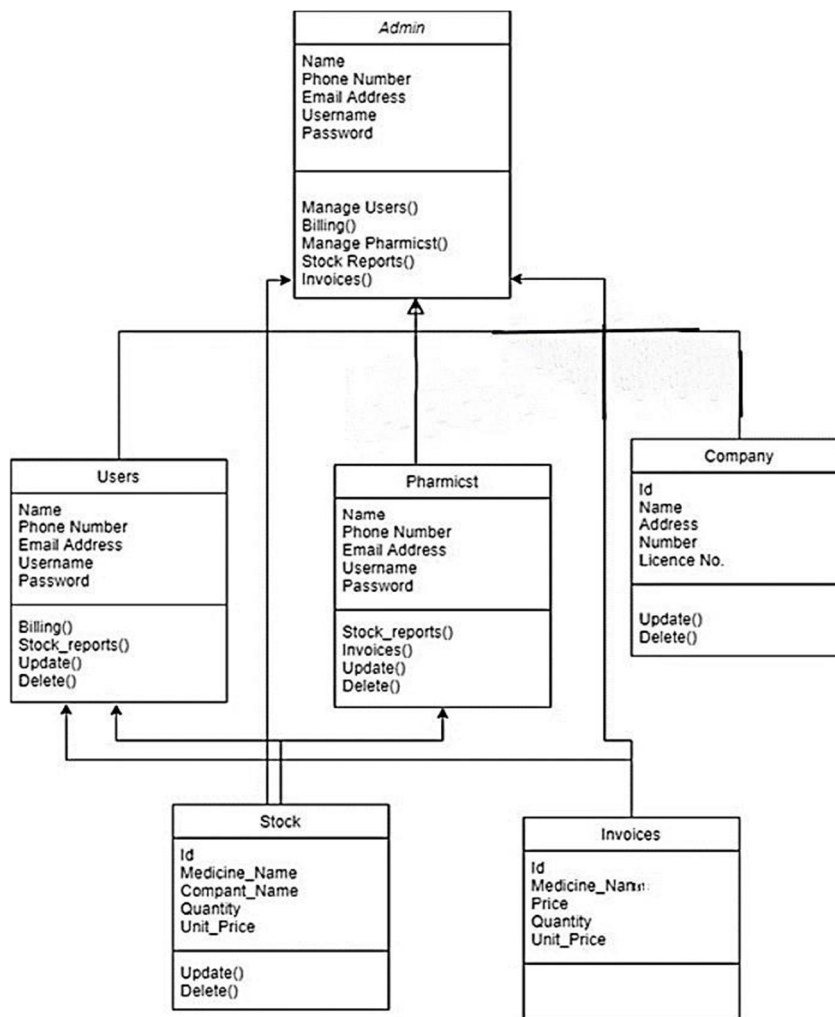 Admin
Name
Phone Number
Email Address
Username
Password
Manage Users()
Billing()
Manage Pharmicst()
Stock Reports()
Invoices()
Users
Name
Phone Number
Email Address
Username
Password
Billing()
Stock_reports()
Update()
Delete()
Pharmicst
Name
Phone Number
Email Address
Username
Password
Stock_reports()
Invoices()
Update()
Delete()
Company
Id
Name
Address
Number
Licence No.
Update()
Delete()
Stock
Id
Medicine_Name
Compant_Name
Quantity
Unit_Price
Update()
Delete()
Invoices
Id
Price
Quantity
Unit_Price